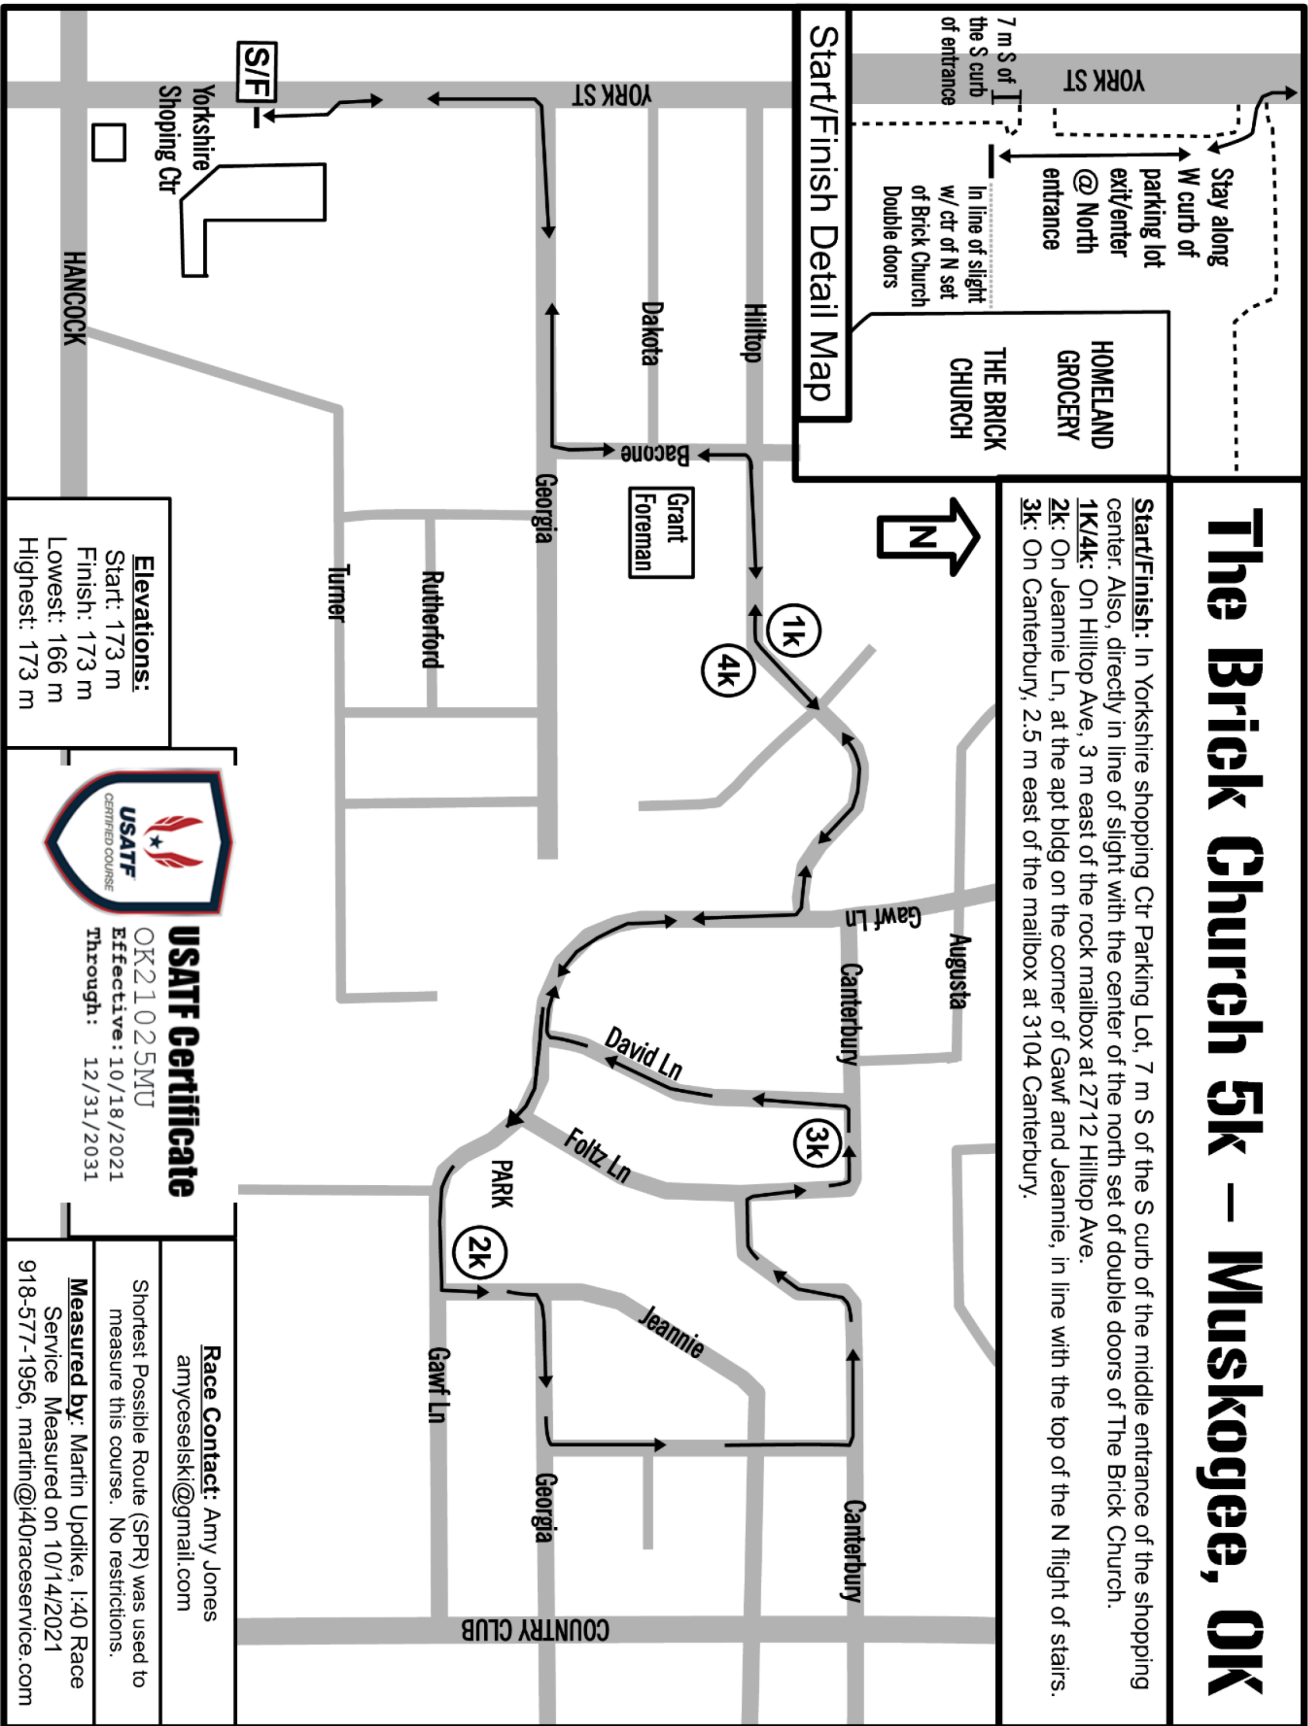 The Brick Church 5k – Muskogee, OK
Start/Finish: In Yorkshire shopping Ctr Parking Lot, 7 m S of the S curb of the middle entrance of the shopping
center. Also, directly in line of slight with the center of the north set of double doors of The Brick Church.
1K/4k: On Hilltop Ave, 3 m east of the rock mailbox at 2712 Hilltop Ave.
2k: On Jeannie Ln, at the apt bldg on the corner of Gawf and Jeannie, in line with the top of the N flight of stairs.
3k: On Canterbury, 2.5 m east of the mailbox at 3104 Canterbury.
YORK ST
Stay along
W curb of
parking lot
exit/enter
@ North
entrance
7 m S of
the S curb
of entrance
In line of slight
w/ ctr of N set
of Brick Church
Double doors
HOMELAND
GROCERY
THE BRICK
CHURCH
Start/Finish Detail Map
N
YORK ST
Hilltop
Dakota
Bacone
Grant
Foreman
1k
4k
Georgia
Rutherford
Turner
S/F
Yorkshire
Shoping Ctr
HANCOCK
Gawf Ln
Augusta
Canterbury
David Ln
3k
Foltz Ln
PARK
2k
Jeannie
Gawf Ln
Georgia
Canterbury
COUNTRY CLUB
Elevations:
Start: 173 m
Finish: 173 m
Lowest: 166 m
Highest: 173 m
USATF
CERTIFIED COURSE
USATF Certificate
OK21025MU
Effective: 10/18/2021
Through: 12/31/2031
Race Contact: Amy Jones
amyceselski@gmail.com
Shortest Possible Route (SPR) was used to
measure this course. No restrictions.
Measured by: Martin Updike, I:40 Race
Service Measured on 10/14/2021
918-577-1956, martin@i40raceservice.com